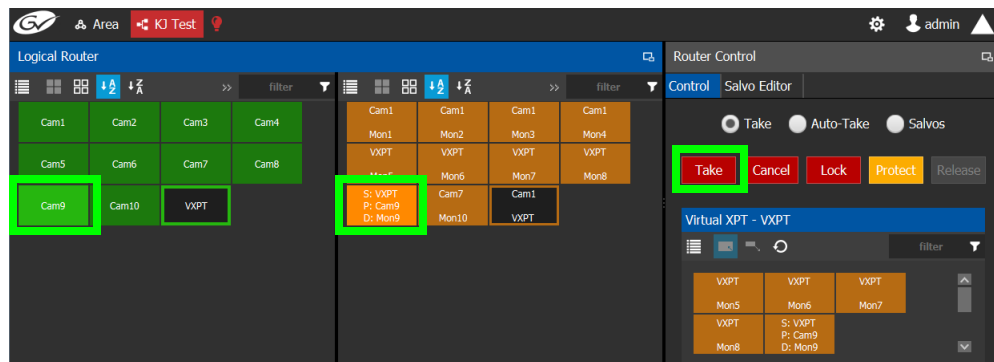 GV Area KJ Test admin
Logical Router
Router Control
filter
filter
Control Salvo Editor
Take Auto-Take Salvos
Take Cancel Lock Protect Release
Cam1 Cam2 Cam3 Cam4
Cam5 Cam6 Cam7 Cam8
Cam9 Cam10 VXPT
Cam1 Cam1 Cam1 Cam1
Mon1 Mon2 Mon3 Mon4
VXPT VXPT VXPT VXPT
Mon5 Mon6 Mon7 Mon8
S: VXPT Cam7 Cam1
P: Cam9
D: Mon9 Mon10 VXPT
Virtual XPT - VXPT
filter
VXPT VXPT VXPT
Mon5 Mon6 Mon7
VXPT S: VXPT
P: Cam9
Mon8 D: Mon9